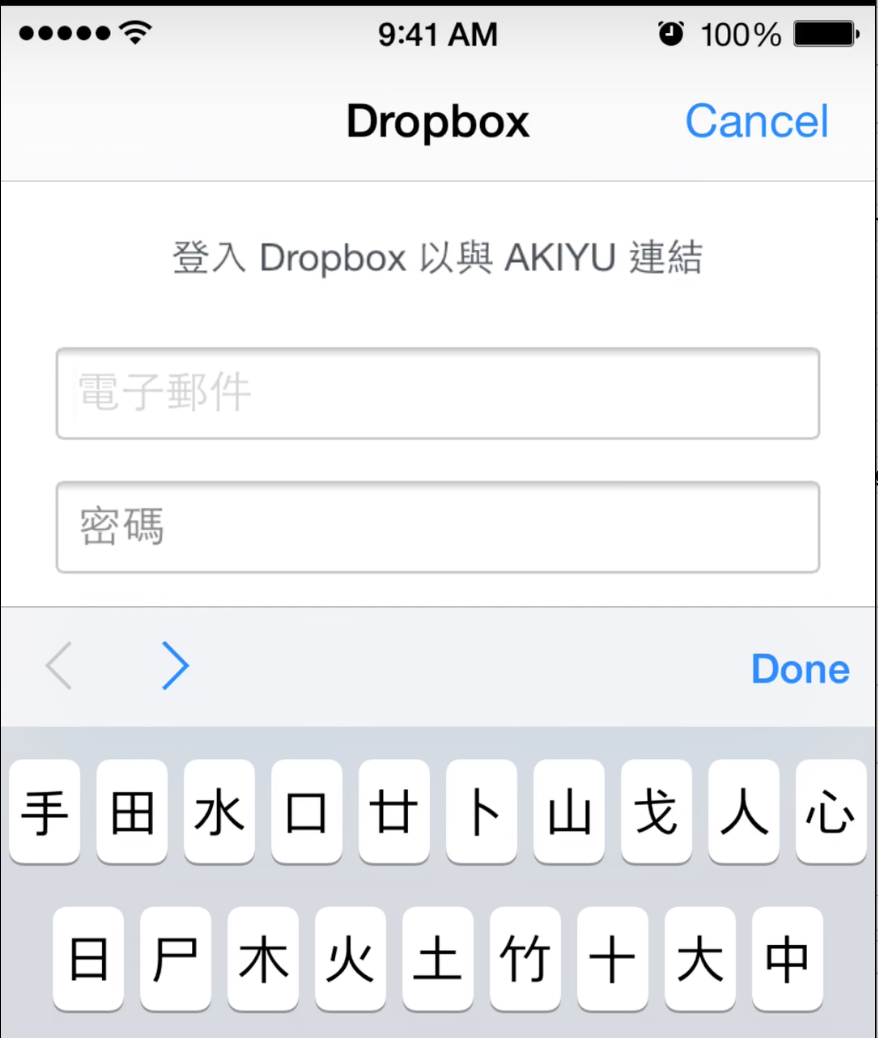 9:41 AM 100%
Dropbox Cancel
登入 Dropbox 以與 AKIYU 連結
電子郵件
密碼
Done
手 田 水 口 廿 卜 山 戈 人 心
日 尸 木 火 土 竹 十 大 中